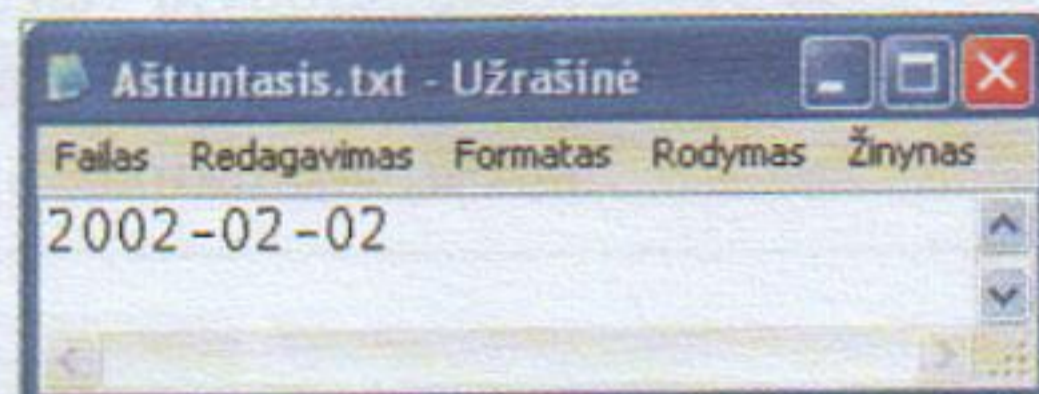 Aštuntasis.txt - Užrašinė
Failas Redagavimas Formatas Rodymas Žinynas
2002-02-02